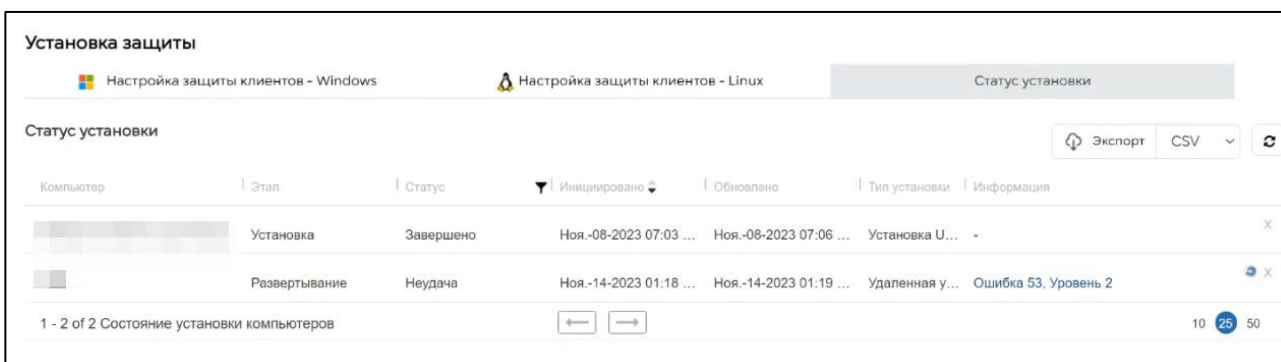 Установка защиты
Настройка защиты клиентов - Windows Настройка защиты клиентов - Linux Статус установки
Статус установки Экспорт CSV
Компьютер Этап Статус Инициировано Обновлено Тип установки Информация
Установка Завершено Ноя.-08-2023 07:03 ... Ноя.-08-2023 07:06 ... Установка U... - X
Развертывание Неудача Ноя.-14-2023 01:18 ... Ноя.-14-2023 01:19 ... Удаленная у... Ошибка 53, Уровень 2 X
1 - 2 of 2 Состояние установки компьютеров 10 25 50